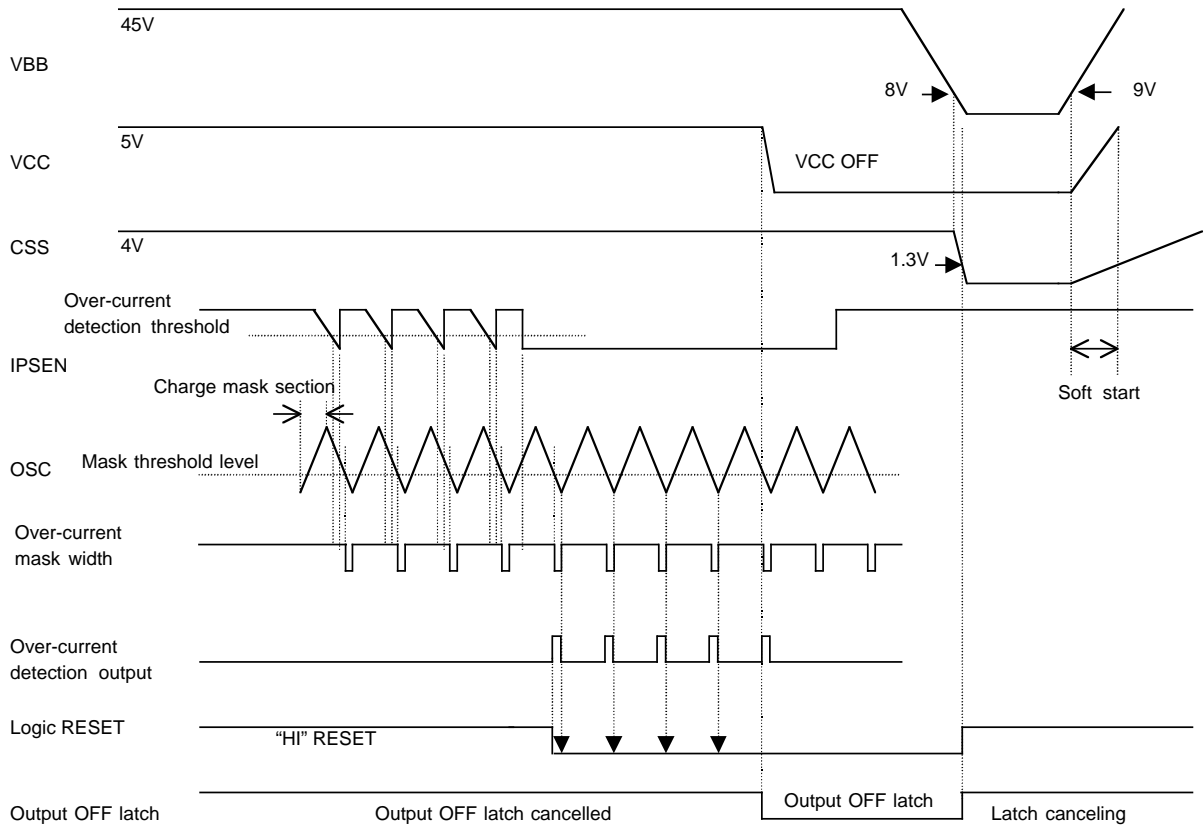 45V
VBB
8V
9V
5V
VCC
VCC OFF
CSS
4V
1.3V
Over-current
detection threshold
IPSEN
Charge mask section
Soft start
Mask threshold level
OSC
Over-current
mask width
Over-current
detection output
Logic RESET
“HI” RESET
Output OFF latch
Output OFF latch cancelled
Output OFF latch
Latch canceling